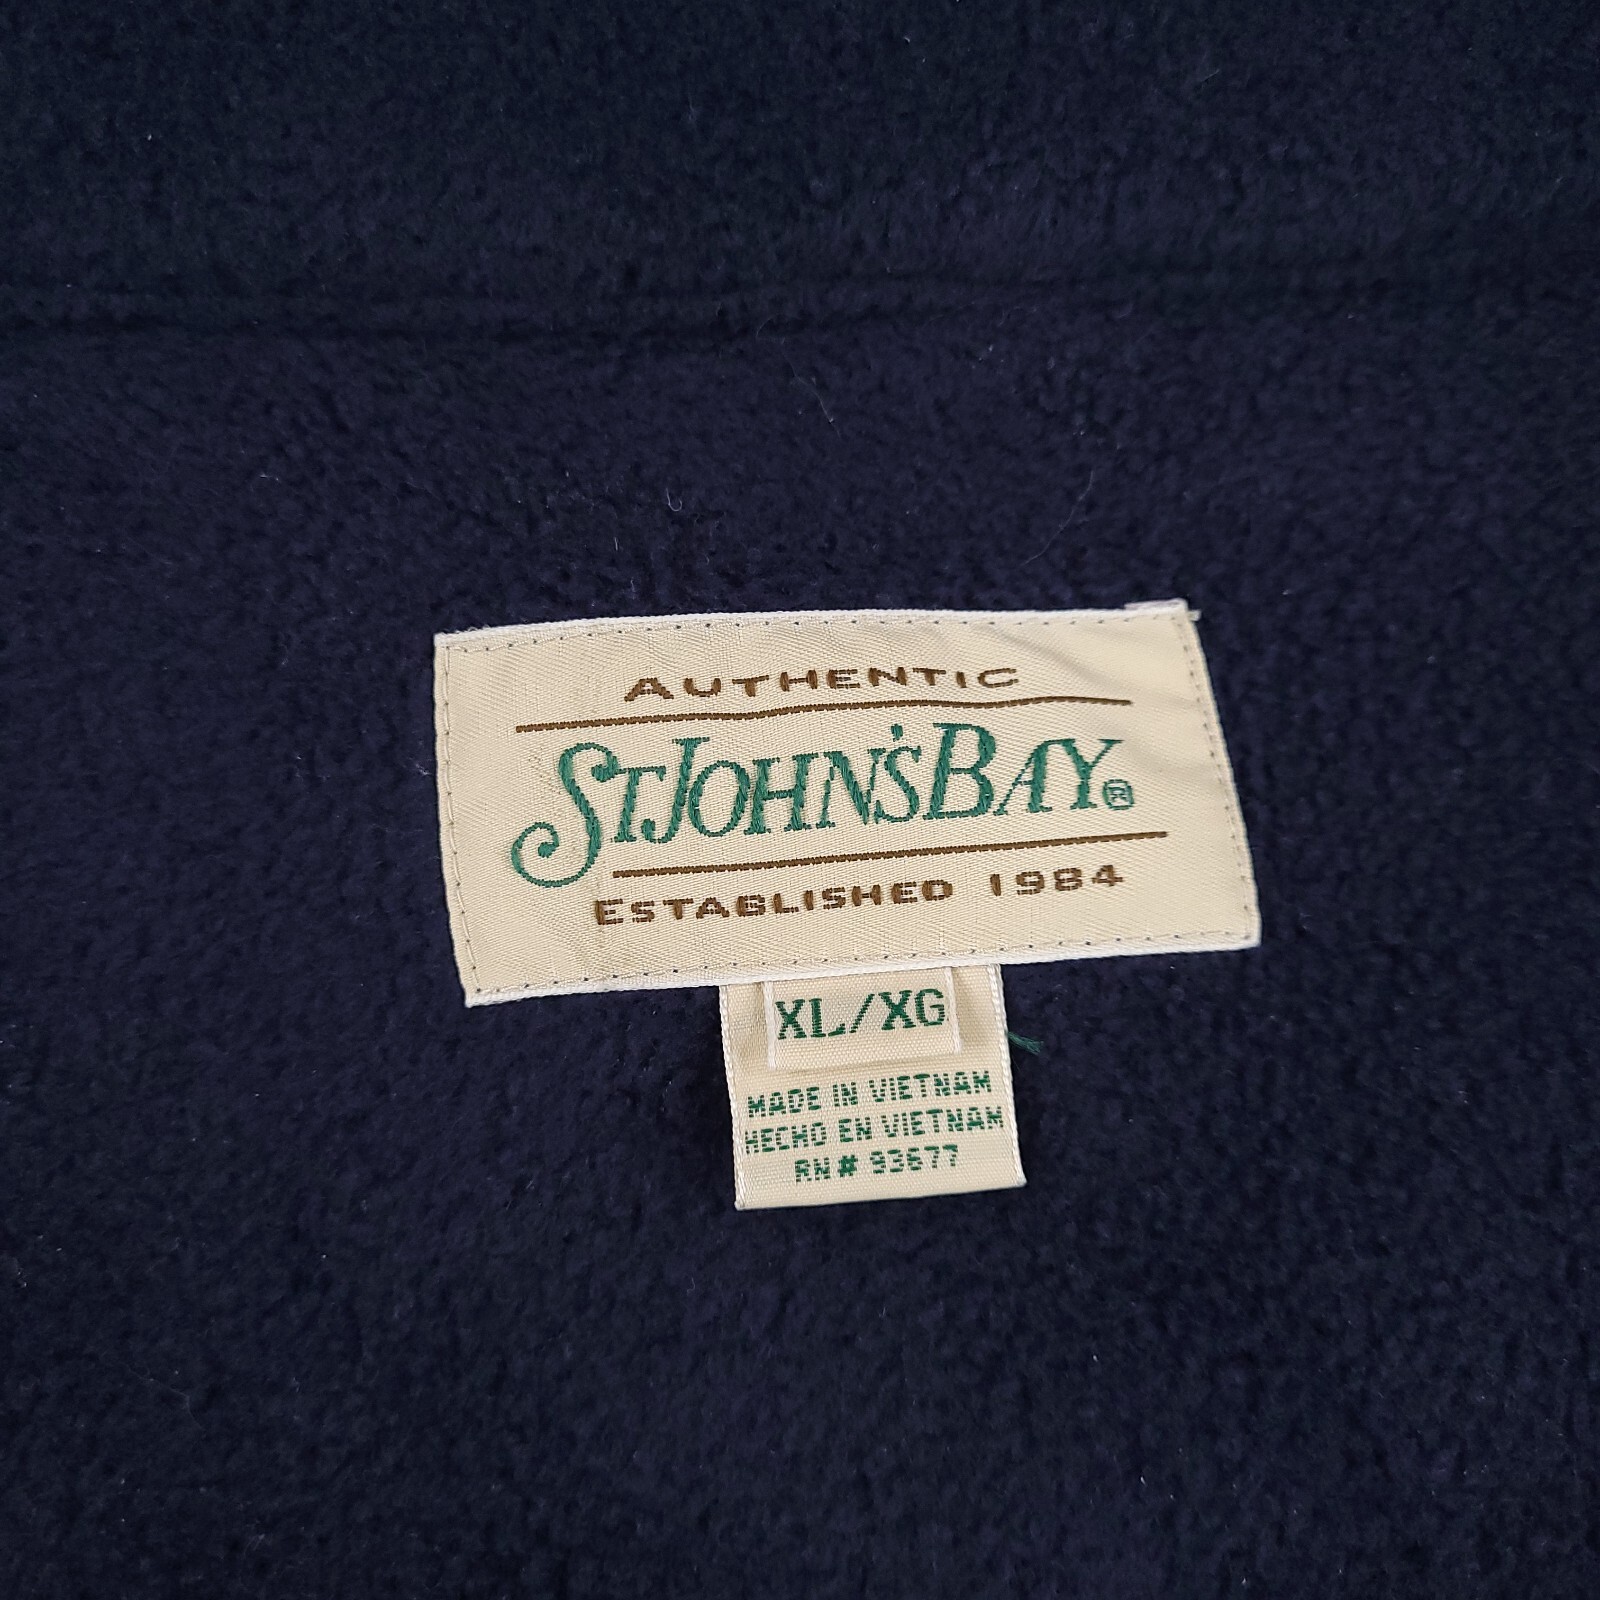 AUTHENTIC
ST JOHN'S BAY®
ESTABLISHED 1984
XL/XG
MADE IN VIETNAM
HECHO EN VIETNAM
RN# 93677